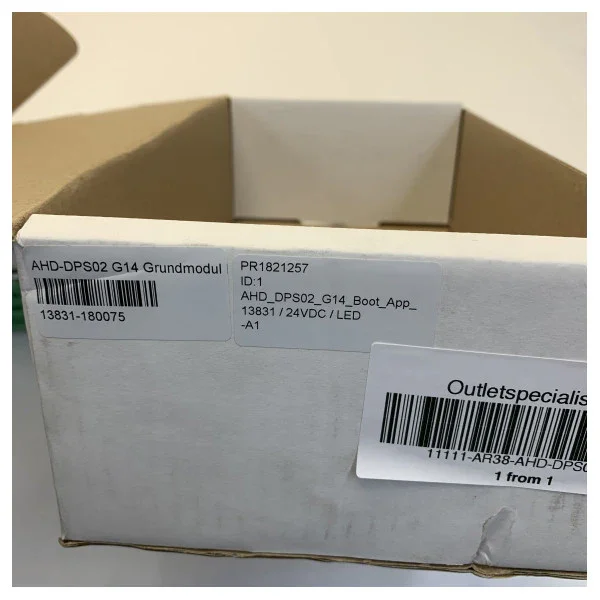 AHD-DPS02 G14 Grundmodul
13831-180075
PR1821257
ID:1
AHD_DPS02_G14_Boot_App_
13831 / 24VDC / LED
-A1
Outletspecialis
11111-AR38-AHD-DPS0
1 from 1